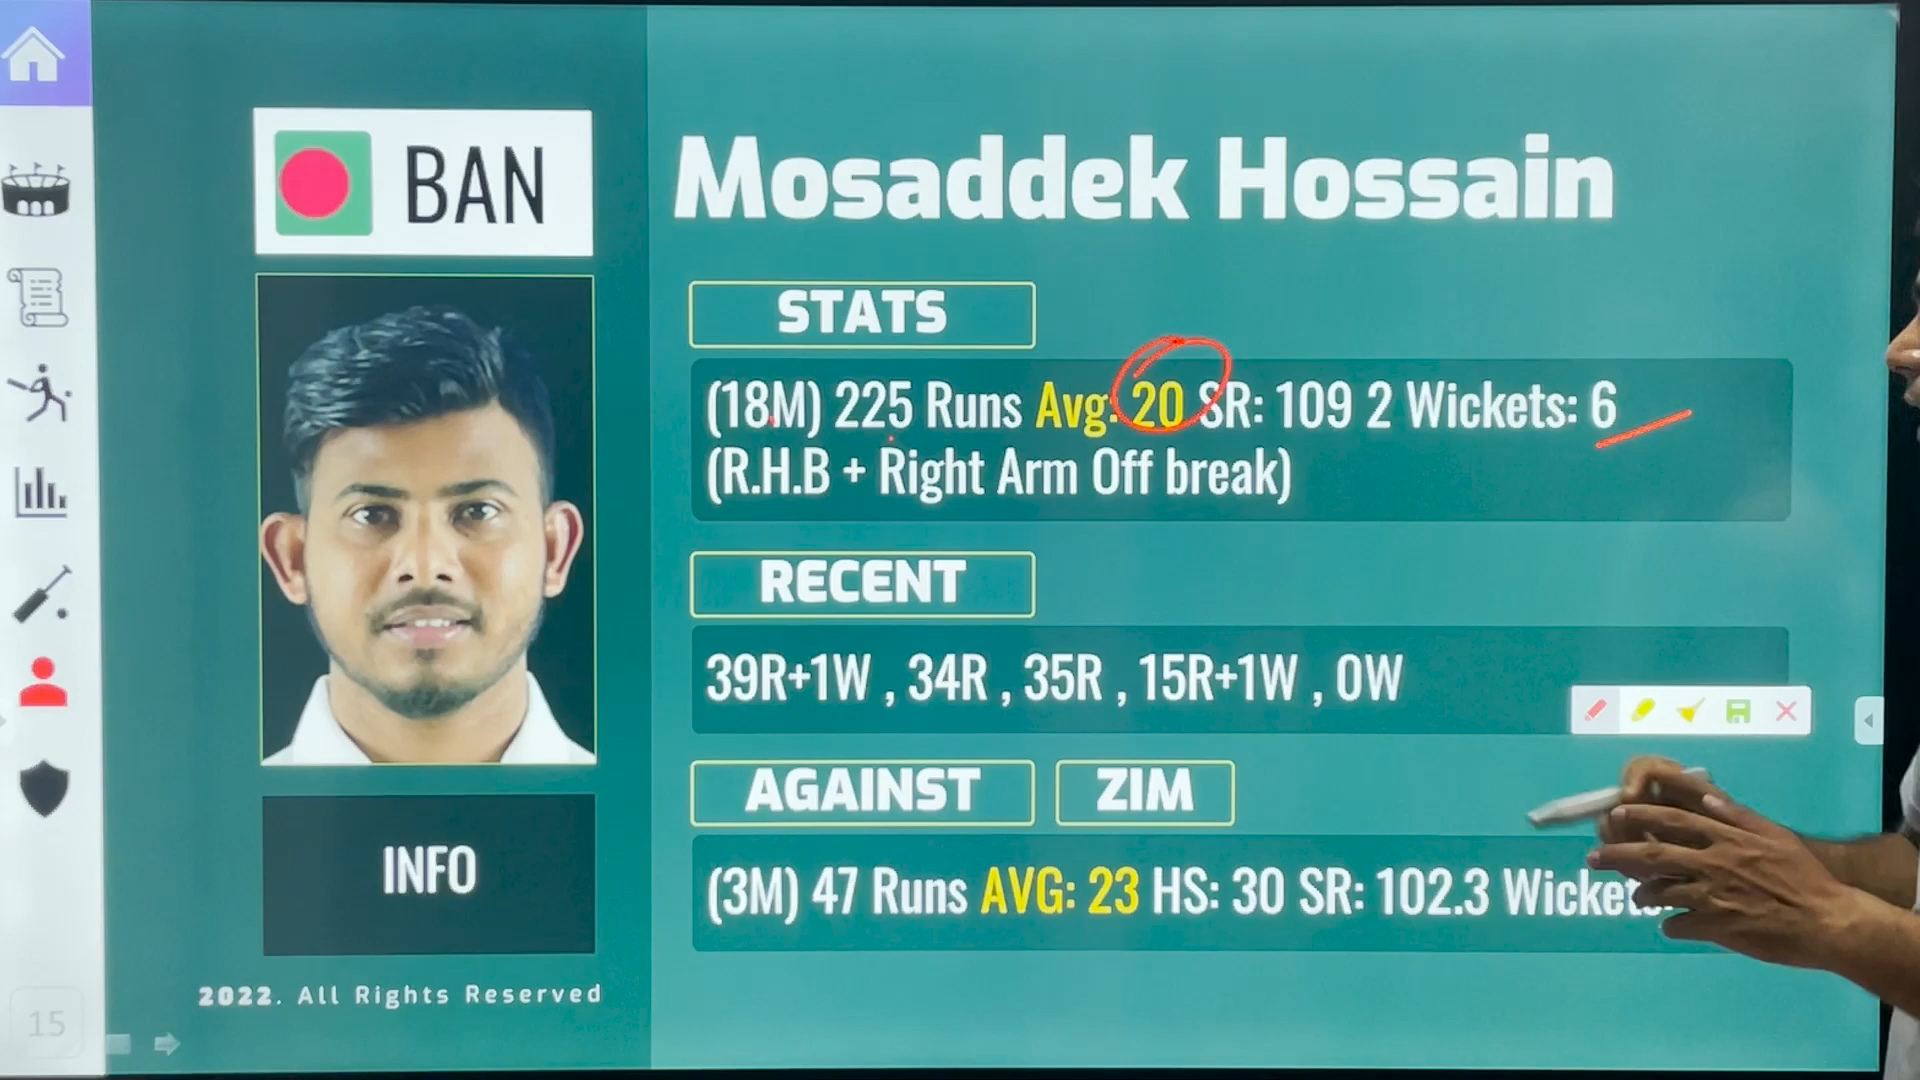 BAN
Mosaddek Hossain
STATS
(18M) 225 Runs Avg: 20 SR: 109 2 Wickets: 6
(R.H.B + Right Arm Off break)
RECENT
39R+1W , 34R , 35R , 15R+1W , 0W
AGAINST ZIM
(3M) 47 Runs AVG: 23 HS: 30 SR: 102.3
INFO
2022. All Rights Reserved
15